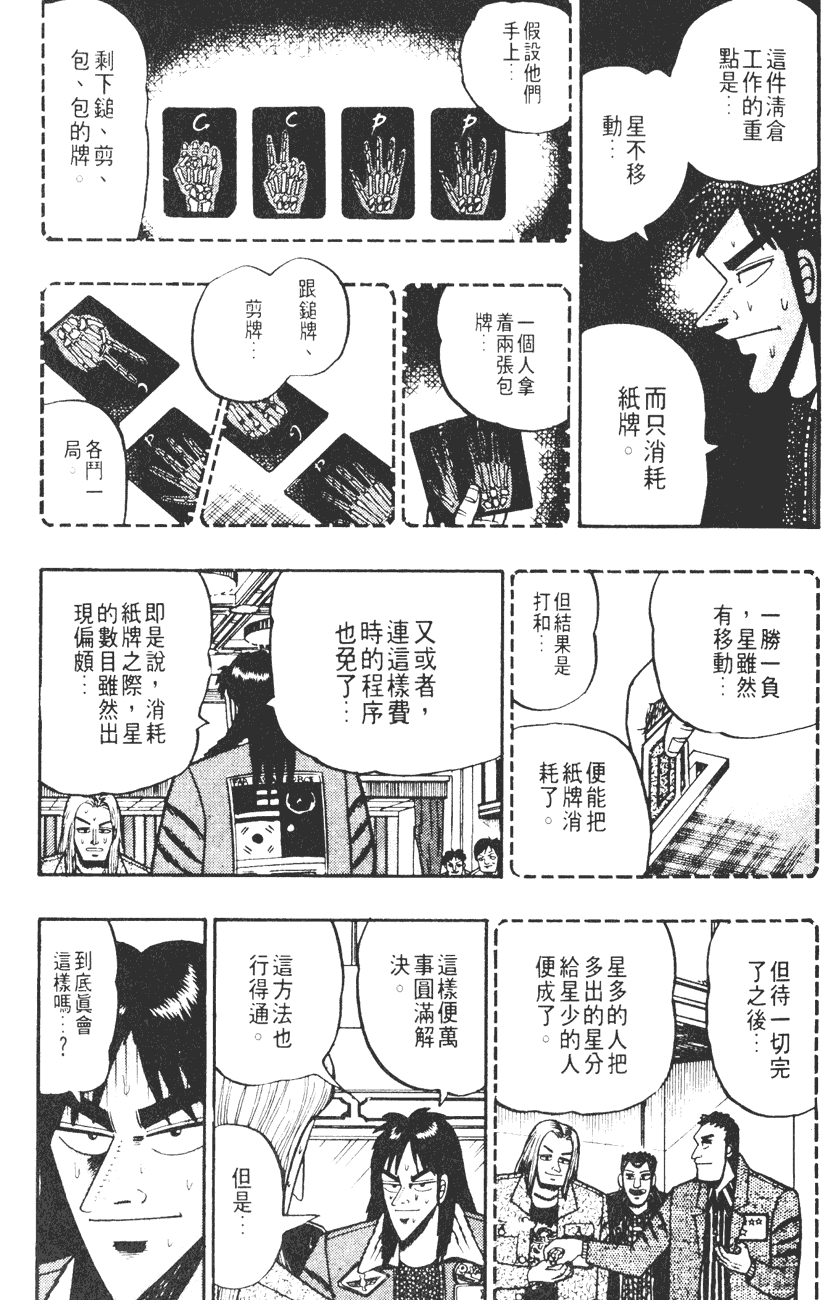 這件淸倉
工作的重
點是⋯
星不移
動⋯
而只消耗
紙牌。
假設他們
手上⋯
P
P
C
G
剩下鎚、剪、
包、包的牌。
一個人拿
着兩張包
牌⋯
跟鎚牌、
剪牌⋯
各鬥一
局。
一勝一負
，星雖然
有移動⋯
但結果是
打和⋯
便能把
紙牌消
耗了。
又或者，
連這樣費
時的程序
也免了⋯
即是說，消耗
紙牌之際，星
的數目雖然出
現偏頗⋯
但待一切完
了之後⋯
星多的人把
多出的星分
給星少的人
便成了。
這樣便萬
事圓滿解
決。
這方法也
行得通。
但是⋯
到底眞會
這樣嗎⋯？